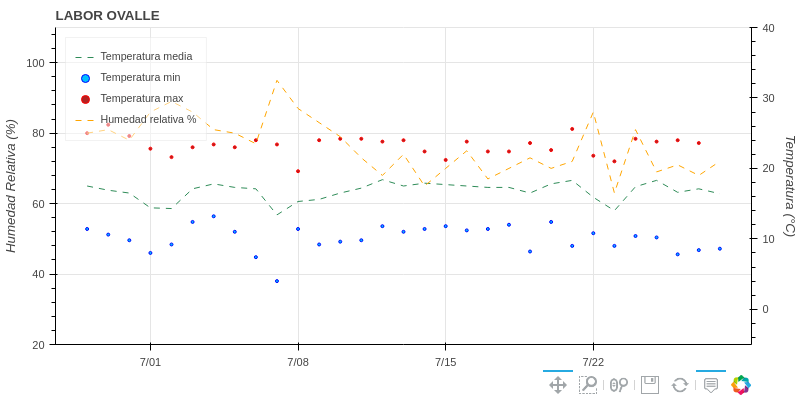 LABOR OVALLE
Temperatura media
Temperatura min
Temperatura max
Humedad relativa %
Humedad Relativa (%)
100
80
60
40
20
40
30
20
10
0
Temperatura (°C)
7/01
7/08
7/15
7/22